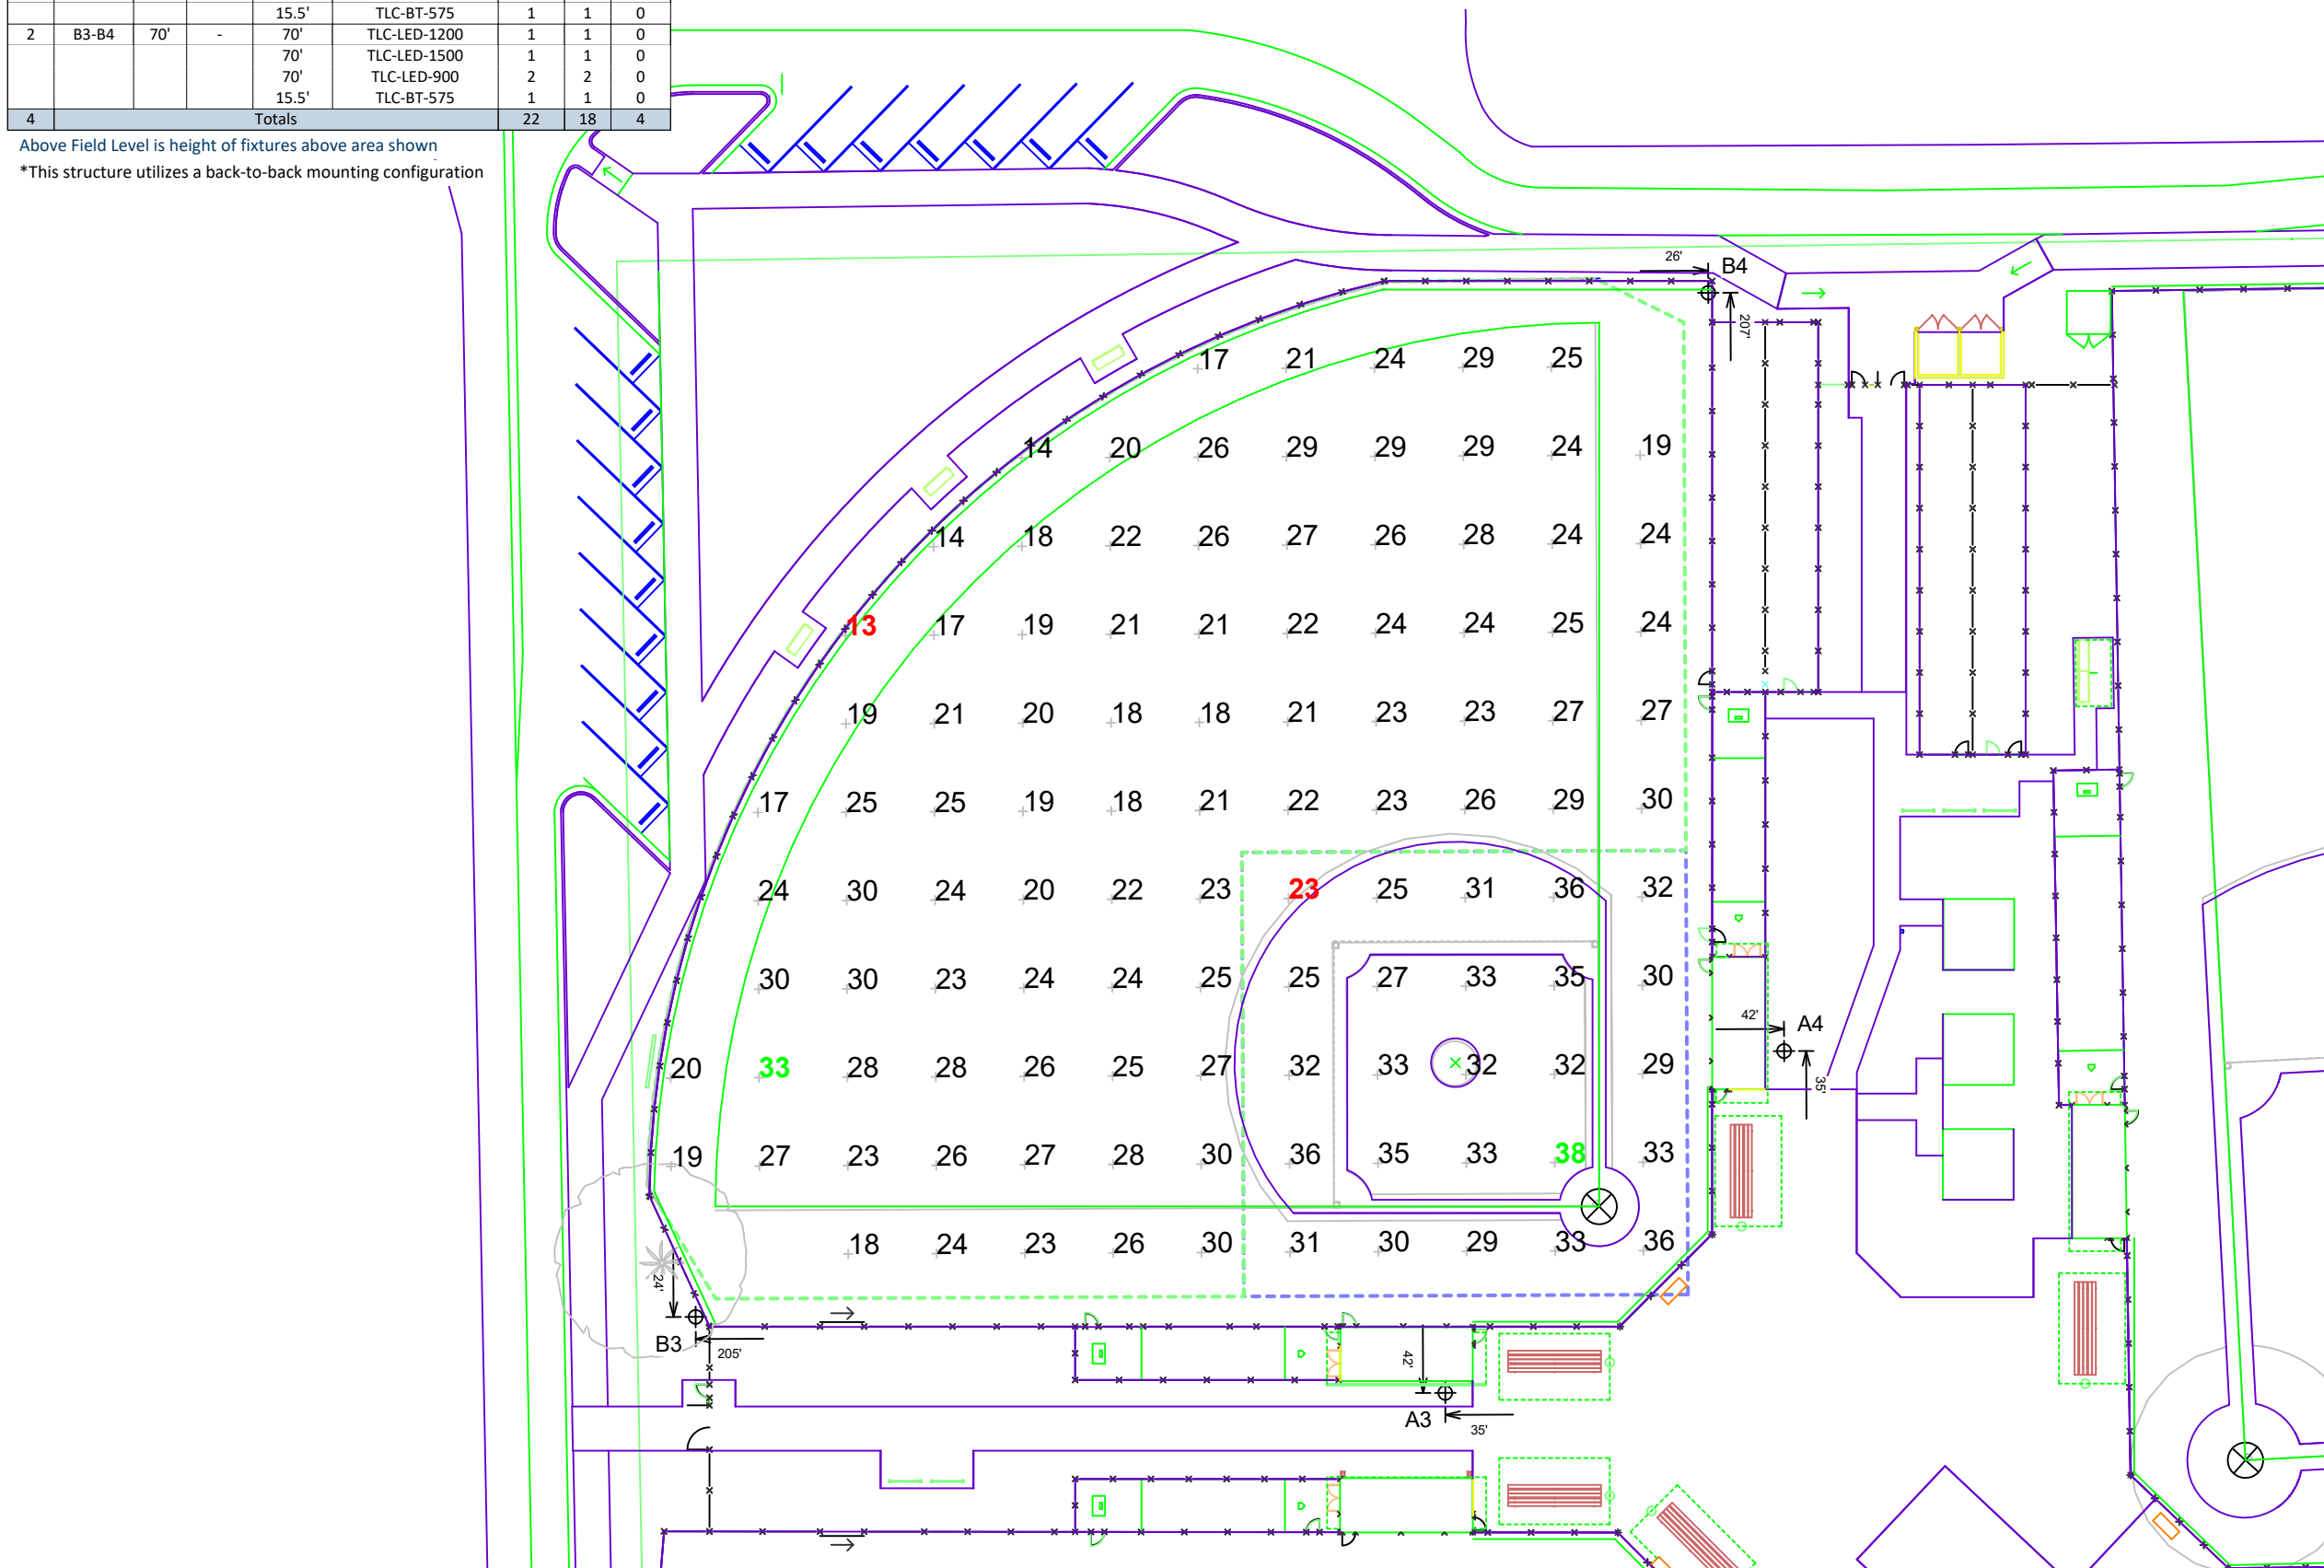 15.5' TLC-BT-575 1 1 0
2 B3-B4 70' - 70' TLC-LED-1200 1 1 0
70' TLC-LED-1500 1 1 0
70' TLC-LED-900 2 2 0
15.5' TLC-BT-575 1 1 0
4 Totals 22 18 4
Above Field Level is height of fixtures above area shown
*This structure utilizes a back-to-back mounting configuration
26' B4
207'
17 21 24 29 25
14 20 26 29 29 29 24 19
14 18 22 26 27 26 28 24 24
13 17 19 21 21 22 24 24 25 24
19 21 20 18 18 21 23 23 27 27
17 25 25 19 18 21 22 23 26 29 30
24 30 24 20 22 23 23 25 31 36 32
30 30 23 24 24 25 25 27 33 35 30
42' A4
35'
20 33 28 28 26 25 27 32 33 32 32 29
19 27 23 26 27 28 30 36 35 33 38 33
18 24 23 26 30 31 30 29 33 36
24'
B3 205'
42'
A3 35'